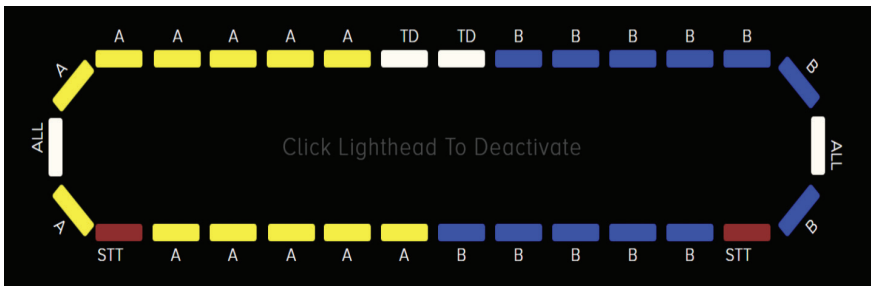 A A A A A TD TD B B B B B
A B
ALL Click Lighthead To Deactivate ALL
A B
STT A A A A A B B B B B STT